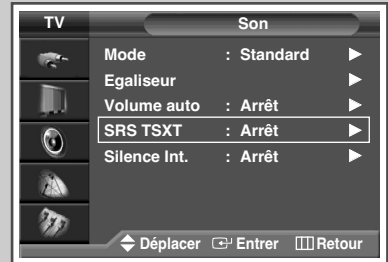 TV Son
Mode : Standard
Egaliseur
Volume auto : Arrêt
SRS TSXT : Arrêt
Silence Int. : Arrêt
Déplacer Entrer Retour